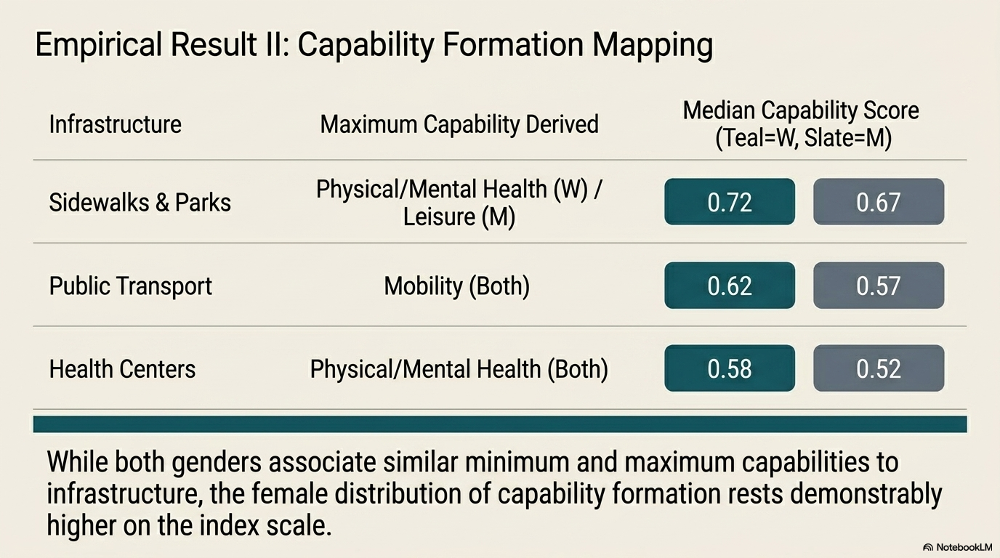 Empirical Result II: Capability Formation Mapping
Infrastructure
Maximum Capability Derived
Median Capability Score
(Teal=W, Slate=M)
Sidewalks & Parks
Physical/Mental Health (W) /
Leisure (M)
0.72
0.67
Public Transport
Mobility (Both)
0.62
0.57
Health Centers
Physical/Mental Health (Both)
0.58
0.52
While both genders associate similar minimum and maximum capabilities to
infrastructure, the female distribution of capability formation rests demonstrably
higher on the index scale.
NotebookLM